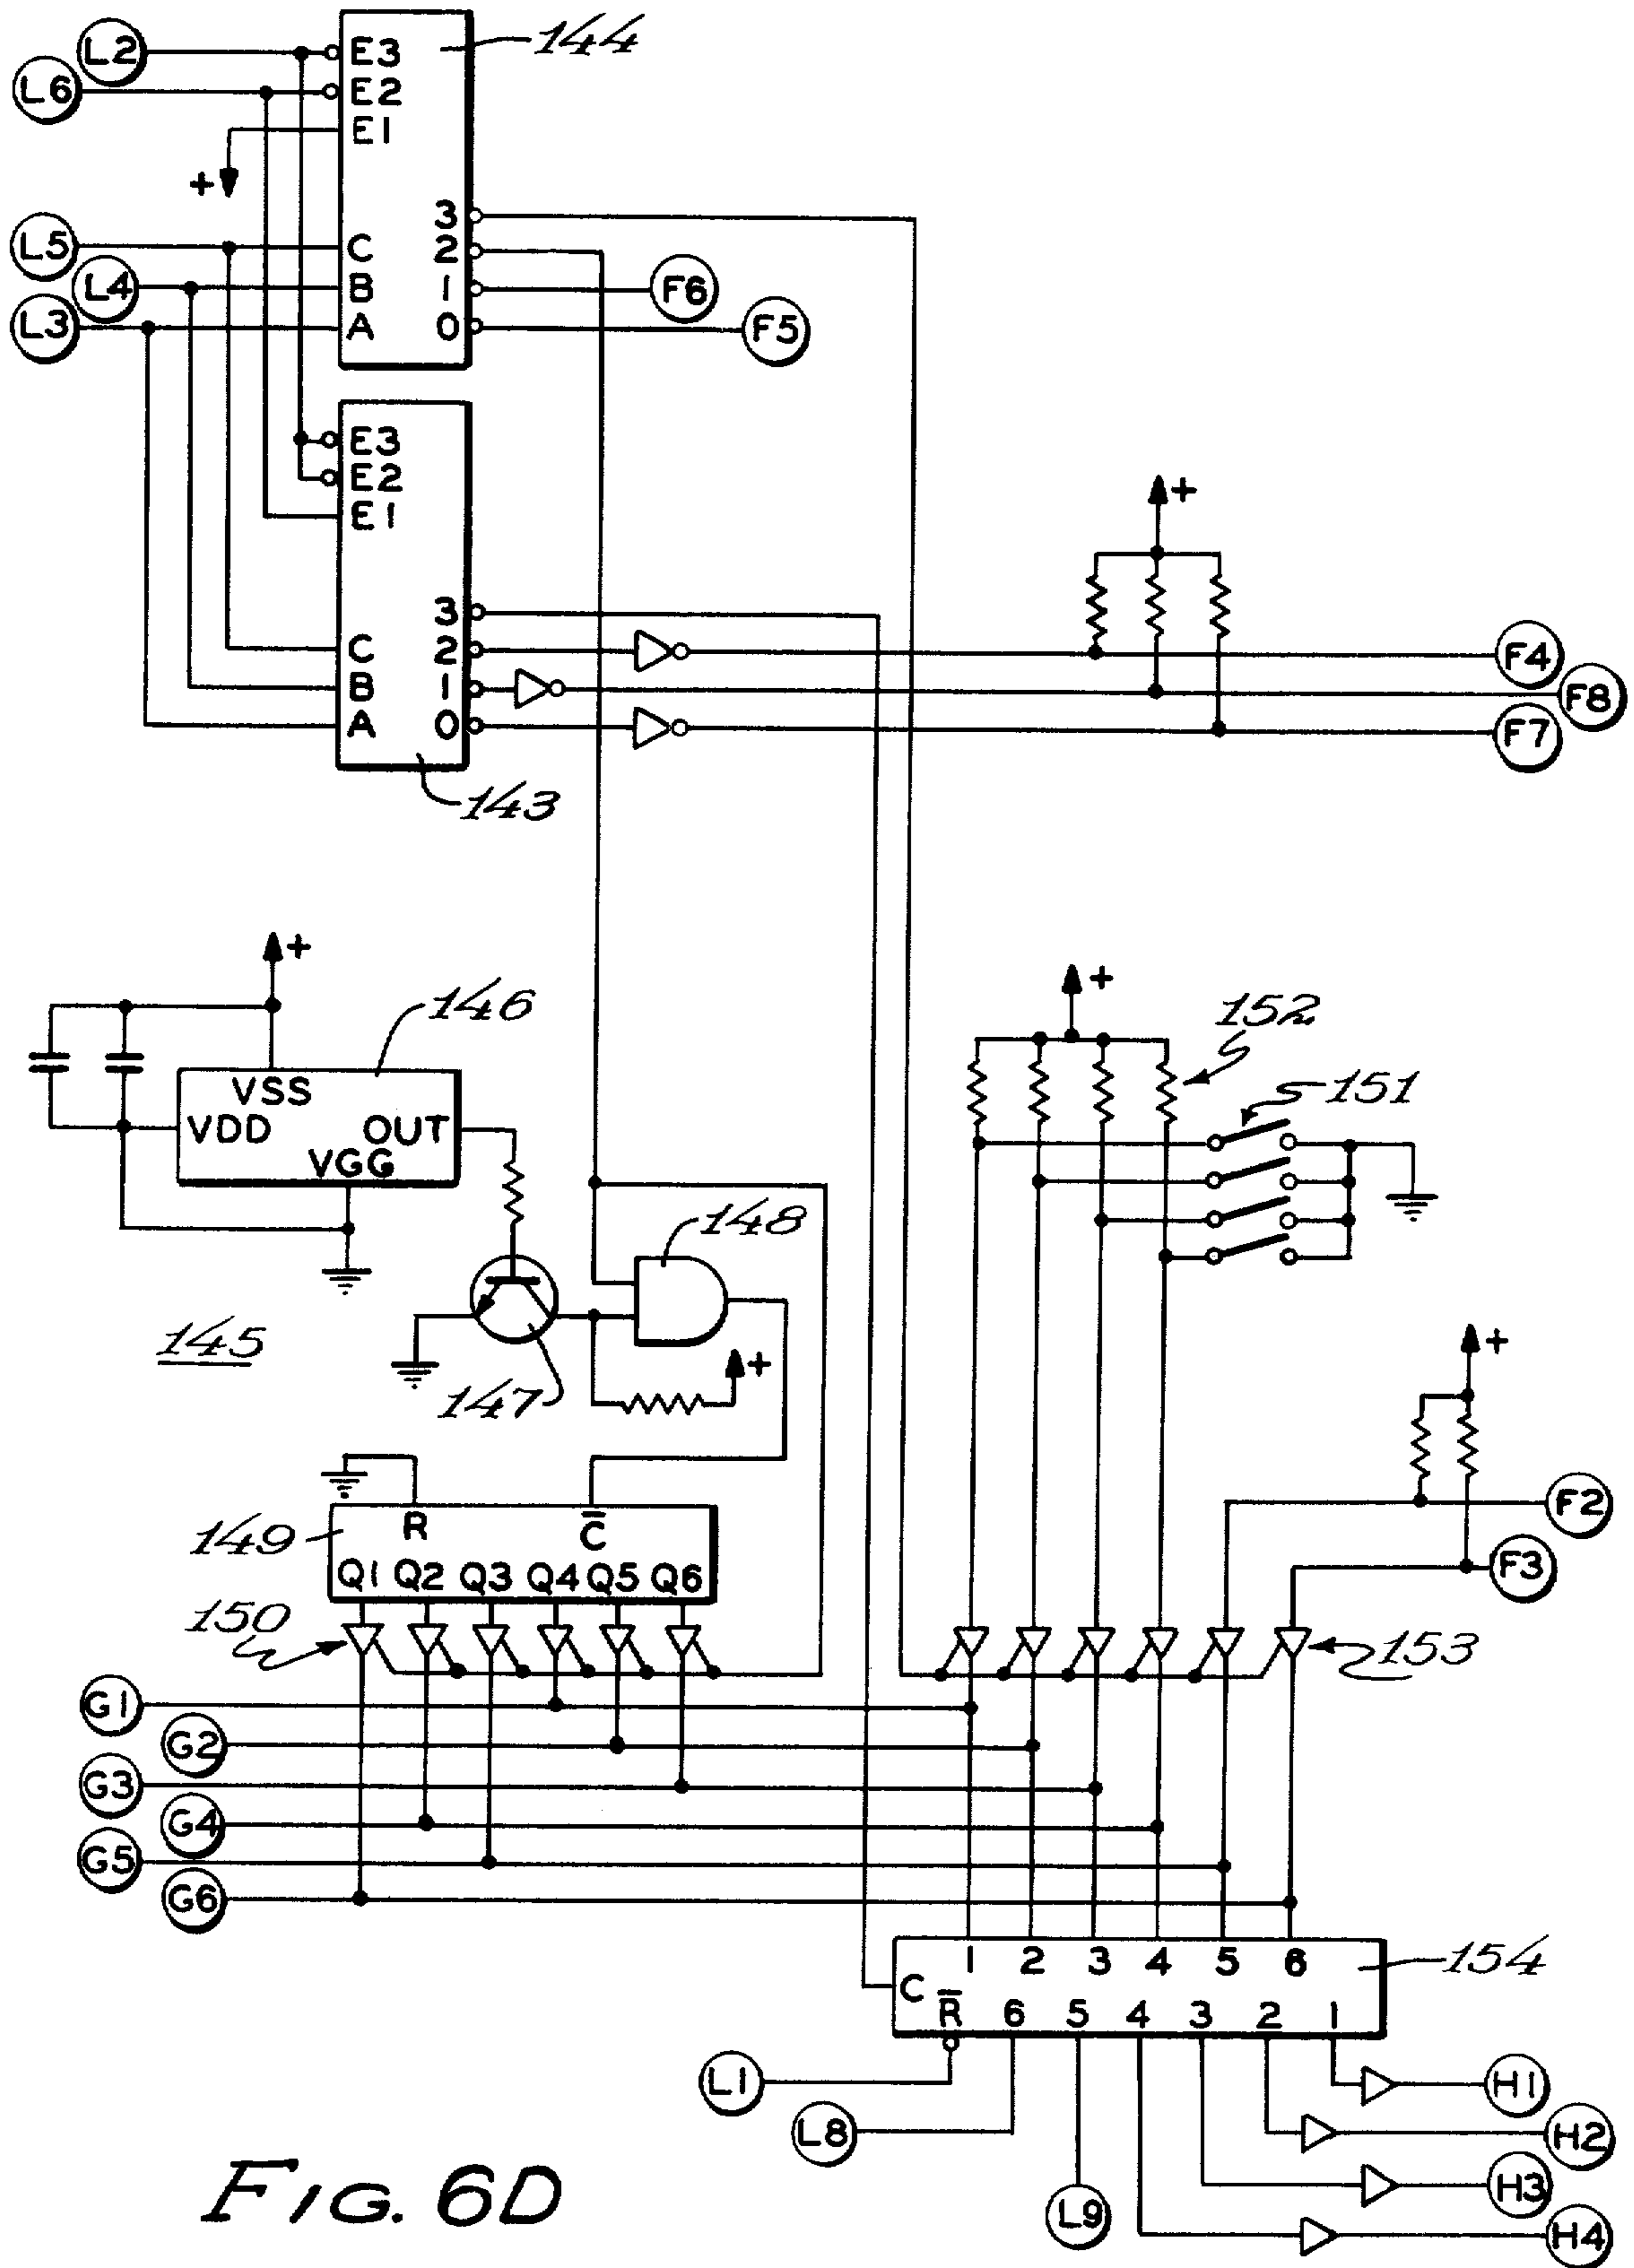 144
L2
E3
L6
E2
E1
+
3
L5
C
2
L4
B
1
F6
L3
A
0
F5
E3
E2
E1
+
3
C
2
F4
B
1
F8
A
0
F7
143
+
146
+
152
VSS
151
VDD
OUT
VGG
148
145
+
147
+
F2
149
R
C̅
F3
Q1 Q2 Q3 Q4 Q5 Q6
150
153
G1
G2
G3
G4
G5
G6
1 2 3 4 5 6
154
C
R̅ 6 5 4 3 2 1
L1
H1
L8
H2
H3
L9
H4
FIG. 6D